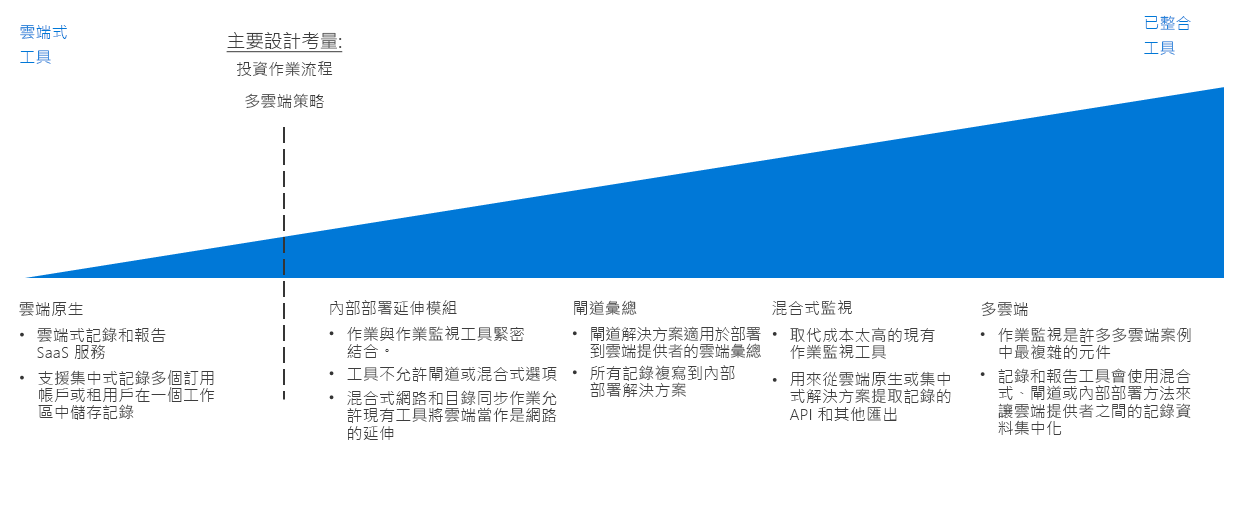 雲端式
工具
主要設計考量:
投資作業流程
多雲端策略
已整合
工具
雲端原生
• 雲端式記錄和報告
SaaS 服務
• 支援集中式記錄多個訂用
帳戶或租用戶在一個工作
區中儲存記錄
內部部署延伸模組
• 作業與作業監視工具緊密
結合。
• 工具不允許閘道或混合式選項
• 混合式網路和目錄同步作業允
許現有工具將雲端當作是網路
的延伸
閘道彙總
• 閘道解決方案適用於部署
到雲端提供者的雲端彙總
• 所有記錄複寫到內部
部署解決方案
混合式監視
• 取代成本太高的現有
作業監視工具
• 用來從雲端原生或集中
式解決方案提取記錄的
API 和其他匯出
多雲端
• 作業監視是許多多雲端案例
中最複雜的元件
• 記錄和報告工具會使用混合
式、閘道或內部部署方法來
讓雲端提供者之間的記錄資
料集中化